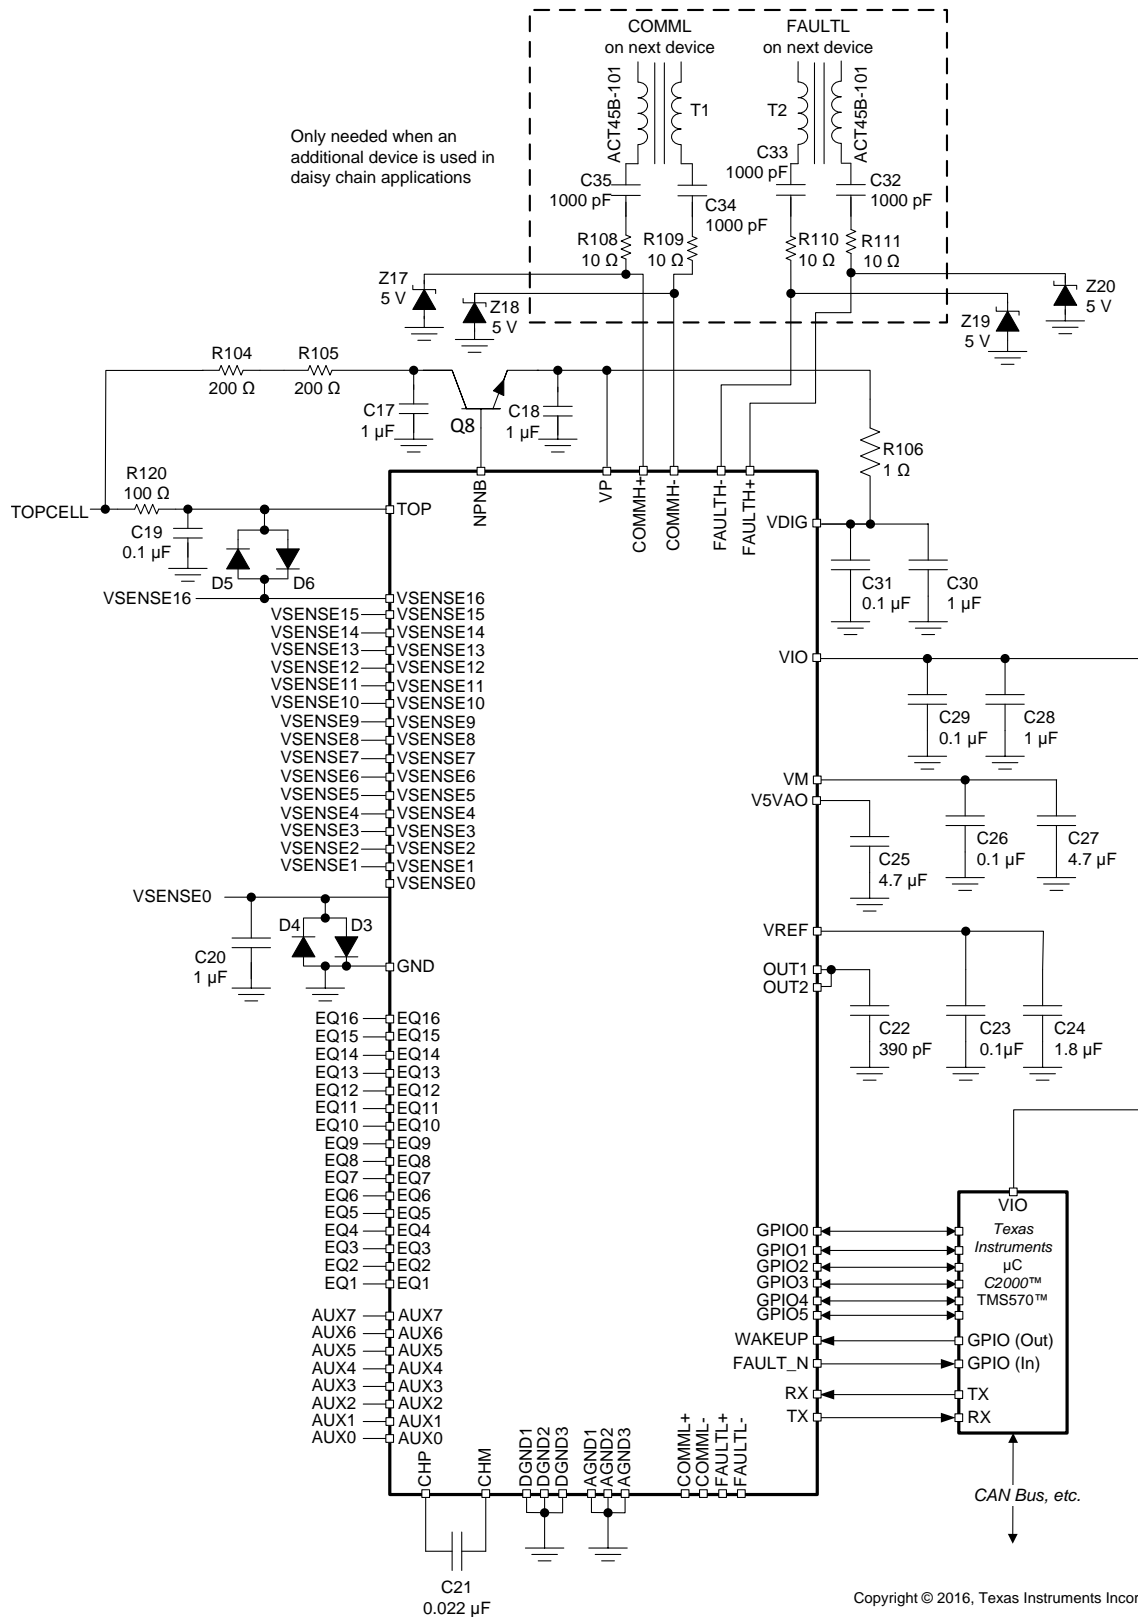 COMML
on next device
FAULTL
on next device
ACT45B-101
T1
T2
ACT45B-101
Only needed when an
additional device is used in
daisy chain applications
C33
1000 pF
C35
1000 pF
C32
1000 pF
C34
1000 pF
R108
10 Ω
R109
10 Ω
R110
10 Ω
R111
10 Ω
Z17
5 V
Z18
5 V
Z20
5 V
Z19
5 V
R104
200 Ω
R105
200 Ω
C17
1 µF
Q8
C18
1 µF
R106
1 Ω
R120
100 Ω
TOPCELL
TOP
NPNB
VP
COMMH+
COMMH-
FAULTH-
FAULTH+
VDIG
C19
0.1 µF
D5
D6
C31
0.1 µF
C30
1 µF
VSENSE16
VSENSE16
VSENSE15
VSENSE15
VSENSE14
VSENSE14
VSENSE13
VSENSE13
VSENSE12
VSENSE12
VSENSE11
VSENSE11
VSENSE10
VSENSE10
VSENSE9
VSENSE9
VSENSE8
VSENSE8
VSENSE7
VSENSE7
VSENSE6
VSENSE6
VSENSE5
VSENSE5
VSENSE4
VSENSE4
VSENSE3
VSENSE3
VSENSE2
VSENSE2
VSENSE1
VSENSE1
VSENSE0
VSENSE0
VIO
C29
0.1 µF
C28
1 µF
VM
V5VAO
C25
4.7 µF
C26
0.1 µF
C27
4.7 µF
D4
D3
C20
1 µF
GND
VREF
OUT1
OUT2
C22
390 pF
C23
0.1µF
C24
1.8 µF
EQ16
EQ16
EQ15
EQ15
EQ14
EQ14
EQ13
EQ13
EQ12
EQ12
EQ11
EQ11
EQ10
EQ10
EQ9
EQ9
EQ8
EQ8
EQ7
EQ7
EQ6
EQ6
EQ5
EQ5
EQ4
EQ4
EQ3
EQ3
EQ2
EQ2
EQ1
EQ1
AUX7
AUX7
AUX6
AUX6
AUX5
AUX5
AUX4
AUX4
AUX3
AUX3
AUX2
AUX2
AUX1
AUX1
AUX0
AUX0
GPIO0
GPIO1
GPIO2
GPIO3
GPIO4
GPIO5
WAKEUP
FAULT_N
RX
TX
VIO
Texas
Instruments
µC
C2000™
TMS570™
GPIO (Out)
GPIO (In)
TX
RX
CHP
CHM
DGND1
DGND2
DGND3
AGND1
AGND2
AGND3
COMML+
COMML-
FAULTL+
FAULTL-
CAN Bus, etc.
C21
0.022 µF
Copyright © 2016, Texas Instruments Incor